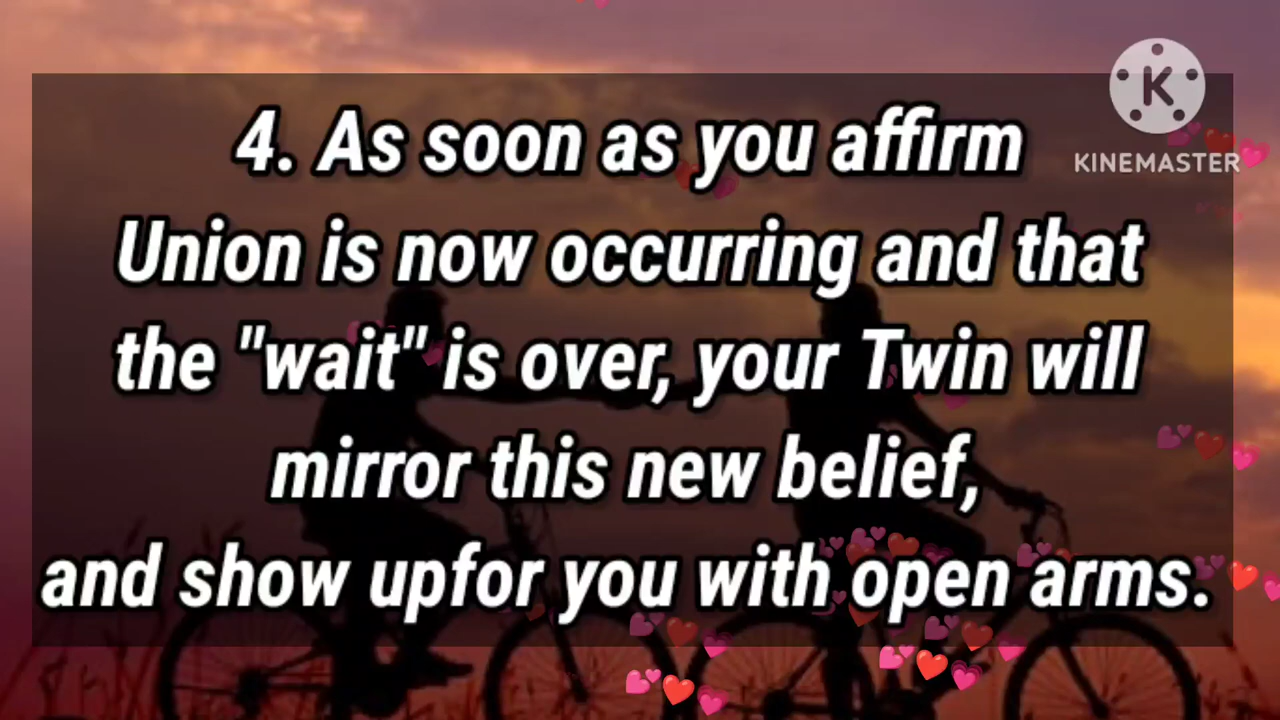 4. As soon as you affirm
Union is now occurring and that
the "wait" is over, your Twin will
mirror this new belief,
and show upfor you with open arms.
K
KINEMASTER